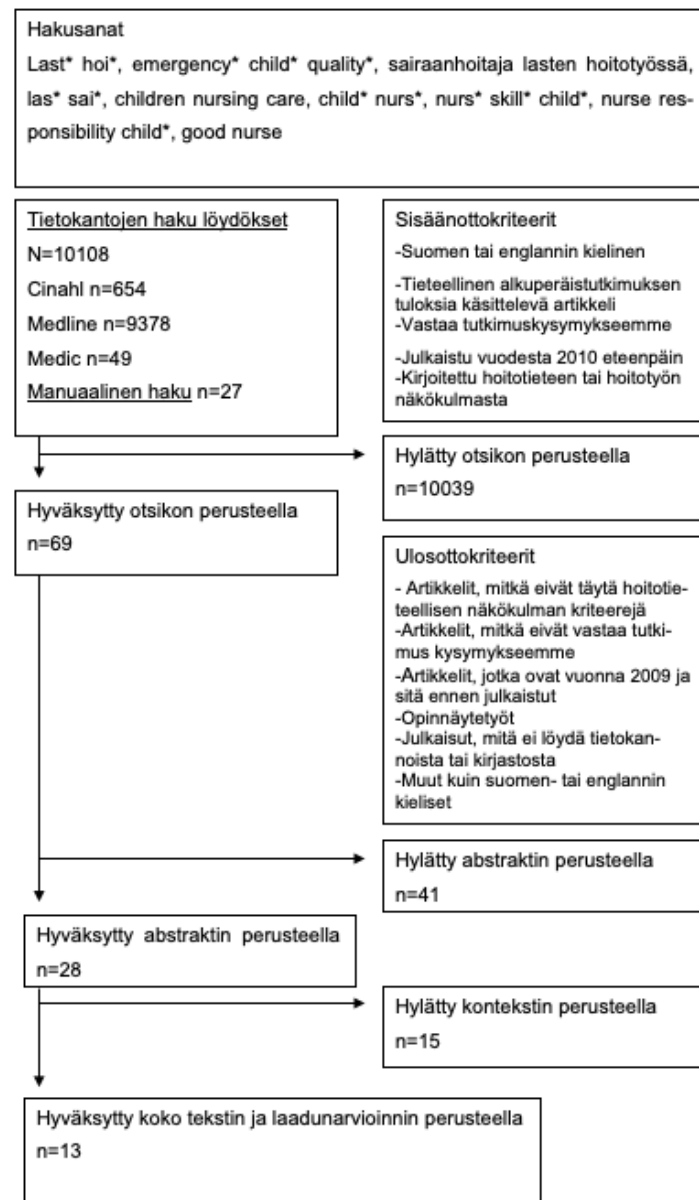 Hakusanat
Last* hoi*, emergency* child* quality*, sairaanhoitaja lasten hoitotyössä,
las* sai*, children nursing care, child* nurs*, nurs* skill* child*, nurse res-
ponsibility child*, good nurse
Tietokantojen haku löydökset
N=10108
Cinahl n=654
Medline n=9378
Medic n=49
Manuaalinen haku n=27
Sisäänottokriteerit
-Suomen tai englannin kielinen
-Tieteellinen alkuperäistutkimuksen
tuloksia käsittelevä artikkeli
-Vastaa tutkimuskysymykseemme
-Julkaistu vuodesta 2010 eteenpäin
-Kirjoitettu hoitotieteen tai hoitotyön
näkökulmasta
Hylätty otsikon perusteella
n=10039
Hyväksytty otsikon perusteella
n=69
Ulosottokriteerit
- Artikkelit, mitkä eivät täytä hoitotie-
teellisen näkökulman kriteerejä
-Artikkelit, mitkä eivät vastaa tutki-
mus kysymykseemme
-Artikkelit, jotka ovat vuonna 2009 ja
sitä ennen julkaistut
-Opinnäytetyöt
-Julkaisut, mitä ei löydä tietokan-
noista tai kirjastosta
-Muut kuin suomen- tai englannin
kieliset
Hylätty abstraktin perusteella
n=41
Hyväksytty abstraktin perusteella
n=28
Hylätty kontekstin perusteella
n=15
Hyväksytty koko tekstin ja laadunarvioinnin perusteella
n=13